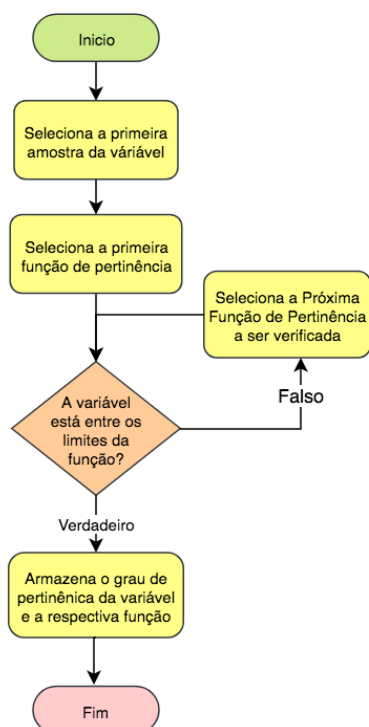 Inicio
Seleciona a primeira
amostra da váriável
Seleciona a primeira
função de pertinência
Seleciona a Próxima
Função de Pertinência
a ser verificada
Falso
A variável
está entre os
limites da
função?
Verdadeiro
Armazena o grau de
pertinênica da variável
e a respectiva função
Fim